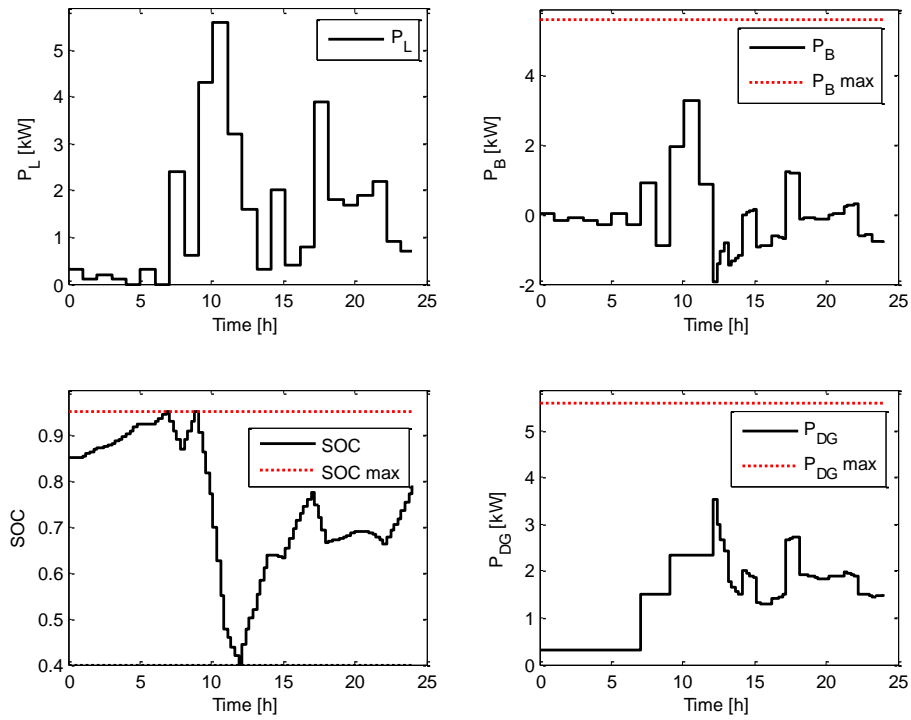 P_L [kW]
5
4
3
2
1
0
P_L
0 5 10 15 20 25
Time [h]
P_B [kW]
4
2
0
-2
P_B
P_B max
0 5 10 15 20 25
Time [h]
SOC
0.9
0.8
0.7
0.6
0.5
0.4
SOC
SOC max
0 5 10 15 20 25
Time [h]
P_DG [kW]
5
4
3
2
1
0
P_DG
P_DG max
0 5 10 15 20 25
Time [h]